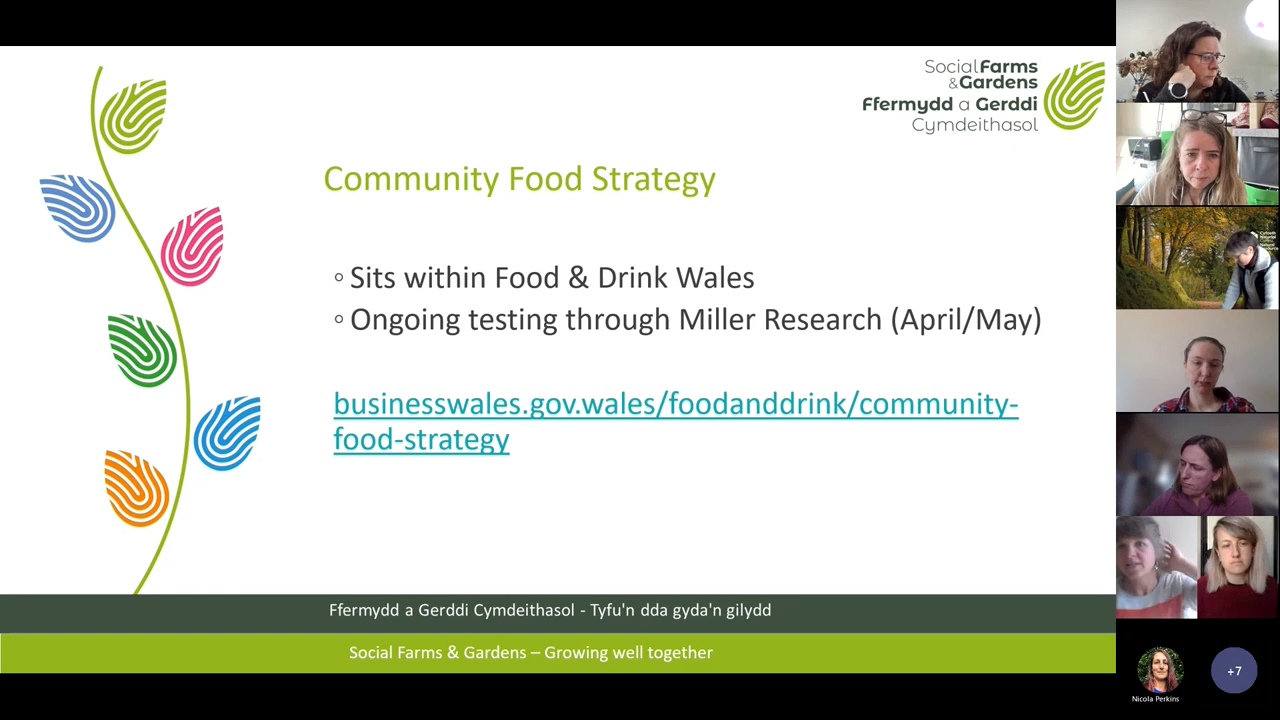 Social Farms
& Gardens
Ffermydd a Gerddi
Cymdeithasol
Community Food Strategy
◦ Sits within Food & Drink Wales
◦ Ongoing testing through Miller Research (April/May)
businesswales.gov.wales/foodanddrink/community-
food-strategy
Ffermydd a Gerddi Cymdeithasol - Tyfu'n dda gyda'n gilydd
Social Farms & Gardens – Growing well together
Nicola Perkins
+7